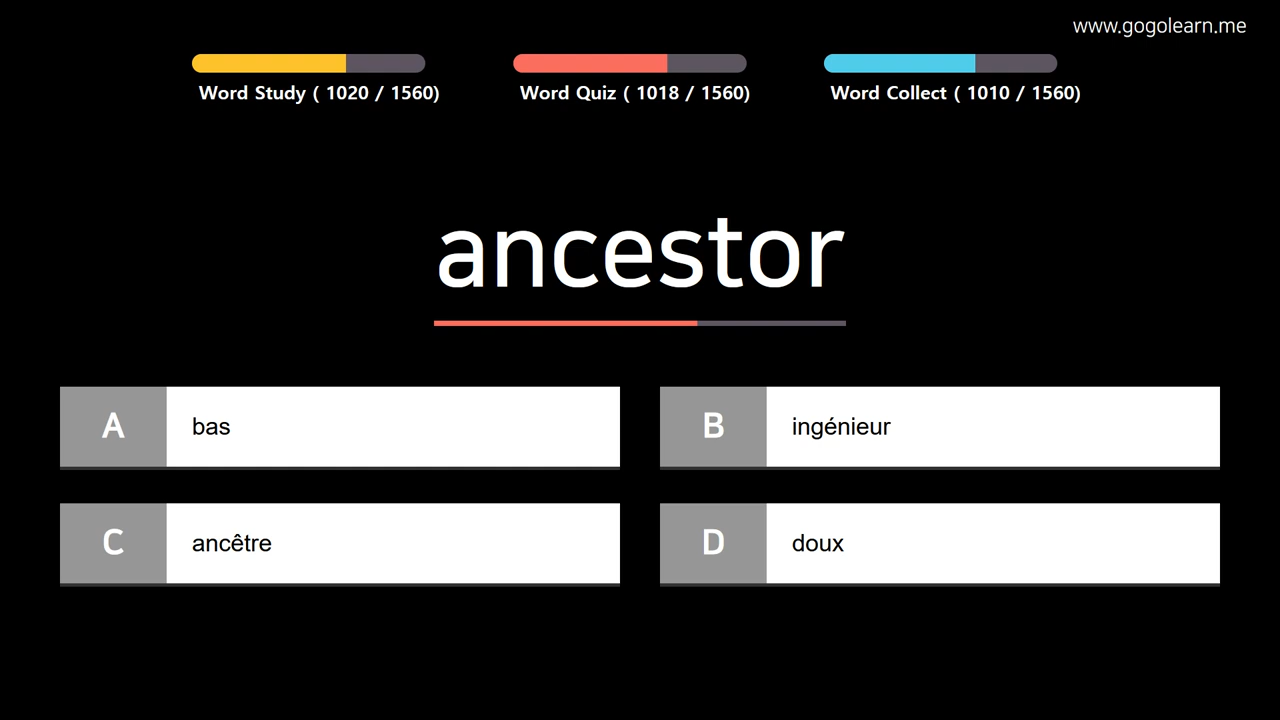 www.gogolearn.me
Word Study ( 1020 / 1560)
Word Quiz ( 1018 / 1560)
Word Collect ( 1010 / 1560)
ancestor
A bas
B ingénieur
C ancêtre
D doux